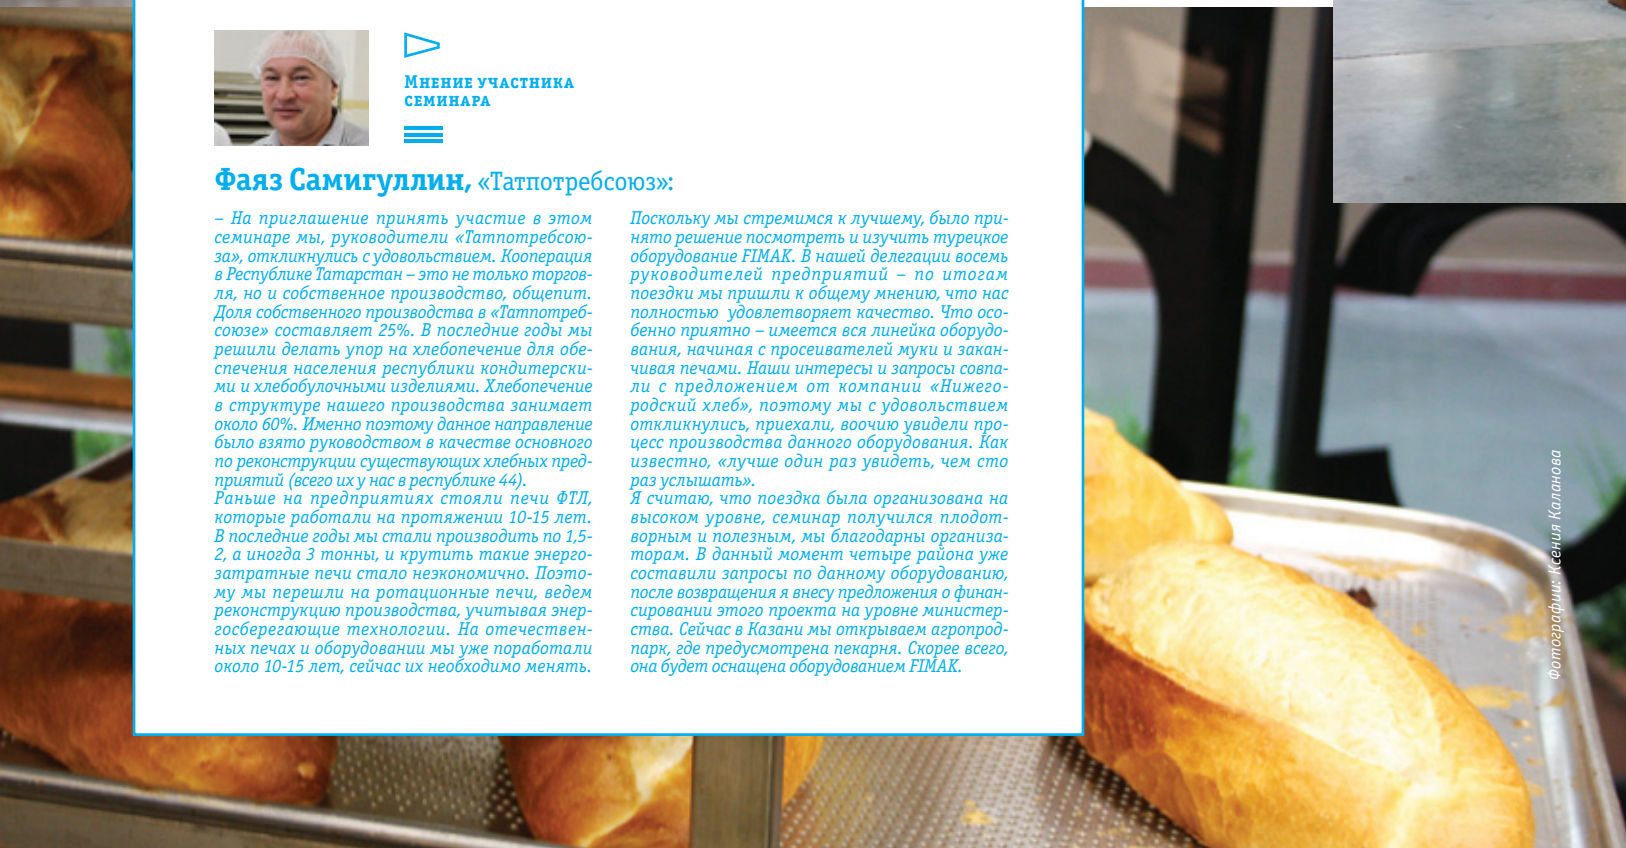 Мнение участника
семинара
Фаяз Самигуллин, «Татпотребсоюз»:
– На приглашение принять участие в этом
семинаре мы, руководители «Татпотребсою-
за», откликнулись с удовольствием. Кооперация
в Республике Татарстан – это не только торгов-
ля, но и собственное производство, общепит.
Доля собственного производства в «Татпотреб-
союзе» составляет 25%. В последние годы мы
решили делать упор на хлебопечение для обе-
спечения населения республики кондитерски-
ми и хлебобулочными изделиями. Хлебопечение
в структуре нашего производства занимает
около 60%. Именно поэтому данное направление
было взято руководством в качестве основного
по реконструкции существующих хлебных пред-
приятий (всего их у нас в республике 44).
Раньше на предприятиях стояли печи ФТЛ,
которые работали на протяжении 10-15 лет.
В последние годы мы стали производить по 1,5-
2, а иногда 3 тонны, и крутить такие энерго-
затратные печи стало неэкономично. Поэто-
му мы перешли на ротационные печи, ведем
реконструкцию производства, учитывая энер-
госберегающие технологии. На отечествен-
ных печах и оборудовании мы уже поработали
около 10-15 лет, сейчас их необходимо менять.
Поскольку мы стремимся к лучшему, было при-
нято решение посмотреть и изучить турецкое
оборудование FIMAK. В нашей делегации восемь
руководителей предприятий – по итогам
поездки мы пришли к общему мнению, что нас
полностью удовлетворяет качество. Что осо-
бенно приятно – имеется вся линейка оборудо-
вания, начиная с просеивателей муки и закан-
чивая печами. Наши интересы и запросы совпа-
ли с предложением от компании «Нижего-
родский хлеб», поэтому мы с удовольствием
откликнулись, приехали, воочию увидели про-
цесс производства данного оборудования. Как
известно, «лучше один раз увидеть, чем сто
раз услышать».
Я считаю, что поездка была организована на
высоком уровне, семинар получился плодот-
ворным и полезным, мы благодарны организа-
торам. В данный момент четыре района уже
составили запросы по данному оборудованию,
после возвращения я внесу предложения о финан-
сировании этого проекта на уровне министер-
ства. Сейчас в Казани мы открываем агропрод-
парк, где предусмотрена пекарня. Скорее всего,
она будет оснащена оборудованием FIMAK.
Фотографии: Ксения Каланова